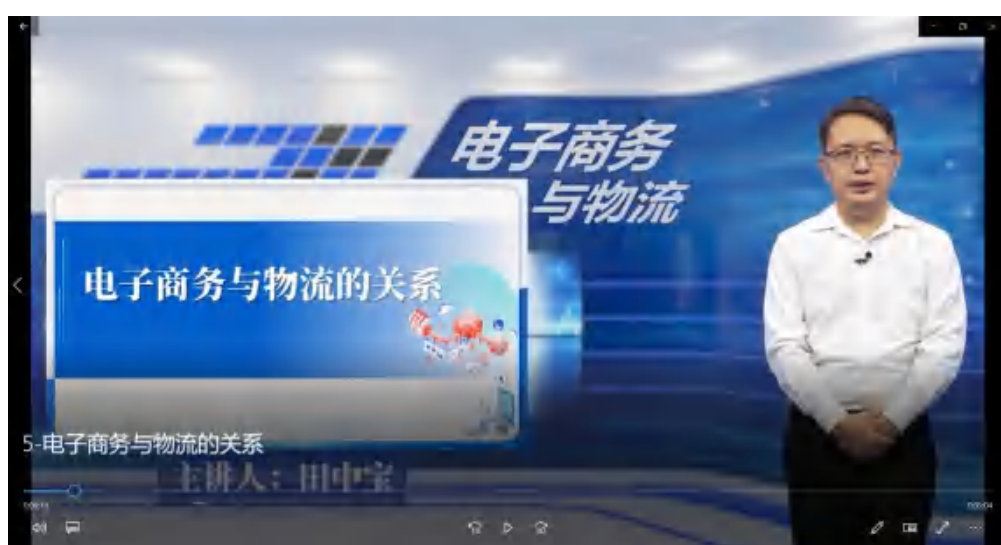 电子商务
与物流
电子商务与物流的关系
5-电子商务与物流的关系
主讲人：田中宝